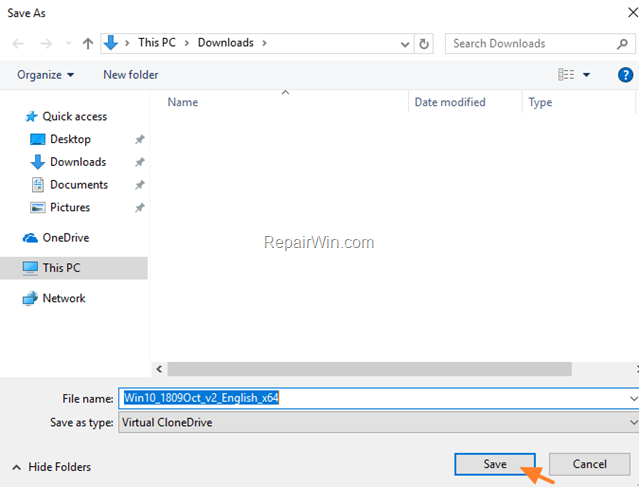 Save As
This PC
Downloads
Search Downloads
Organize
New folder
Name
Date modified
Type
Quick access
Desktop
Downloads
Documents
Pictures
OneDrive
This PC
Network
RepairWin.com
File name: Win10_1809Oct_v2_English_x64
Save as type: Virtual CloneDrive
Hide Folders
Save
Cancel